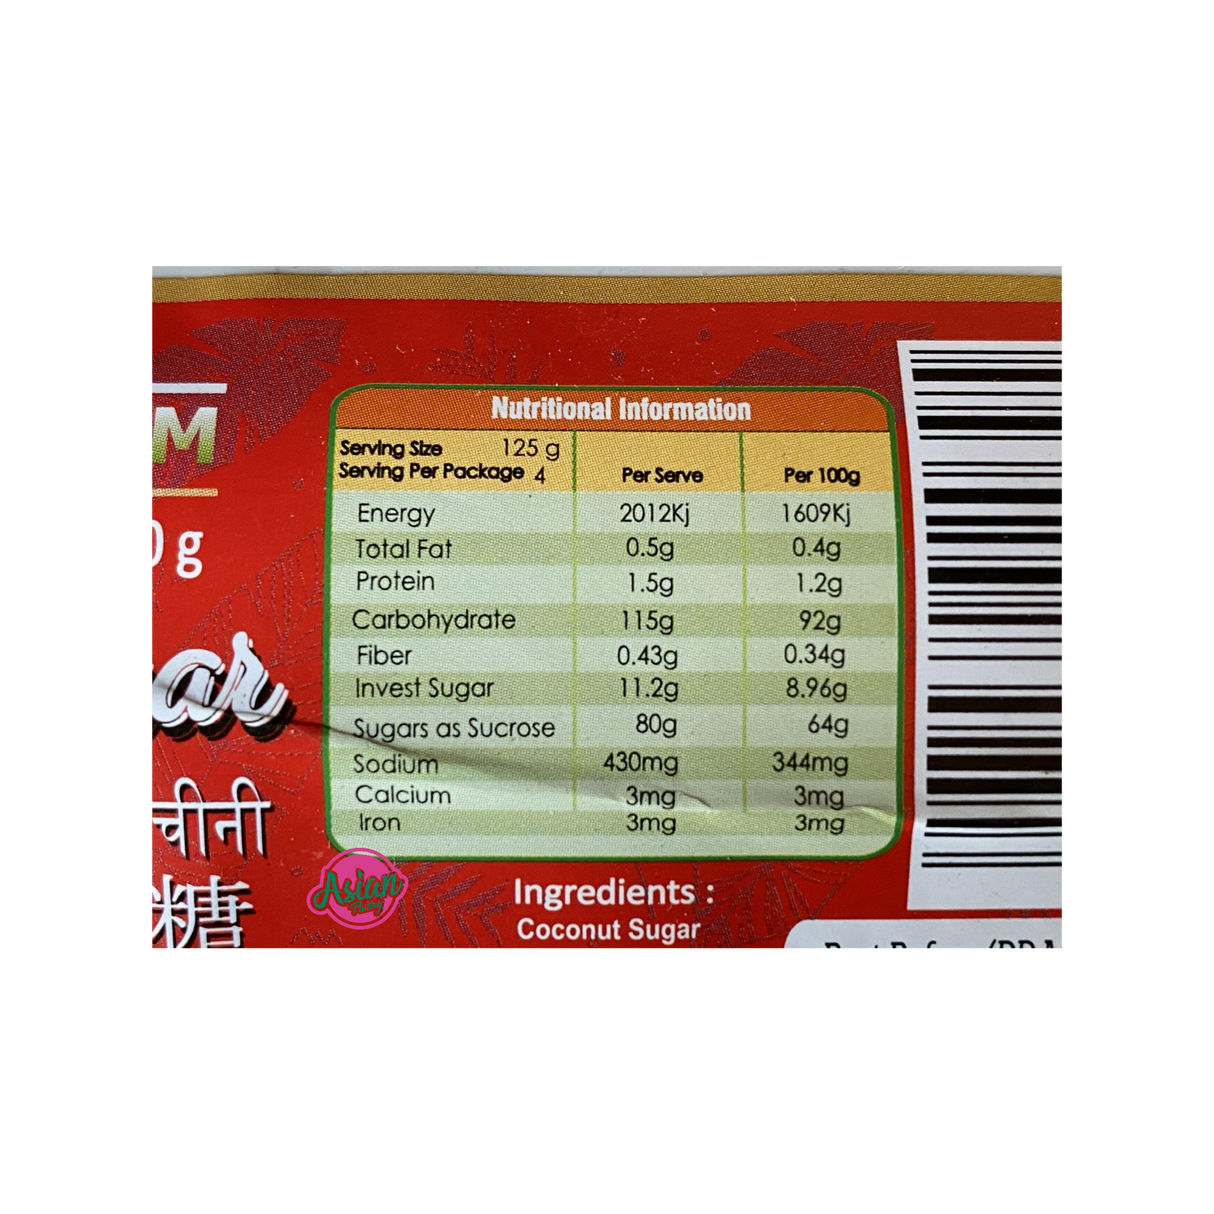 M
0g
ar
चीनी
糖
Nutritional Information
Serving Size 125 g
Serving Per Package 4
Per Serve Per 100g
Energy 2012Kj 1609Kj
Total Fat 0.5g 0.4g
Protein 1.5g 1.2g
Carbohydrate 115g 92g
Fiber 0.43g 0.34g
Invest Sugar 11.2g 8.96g
Sugars as Sucrose 80g 64g
Sodium 430mg 344mg
Calcium 3mg 3mg
Iron 3mg 3mg
Asian
Ingredients :
Coconut Sugar